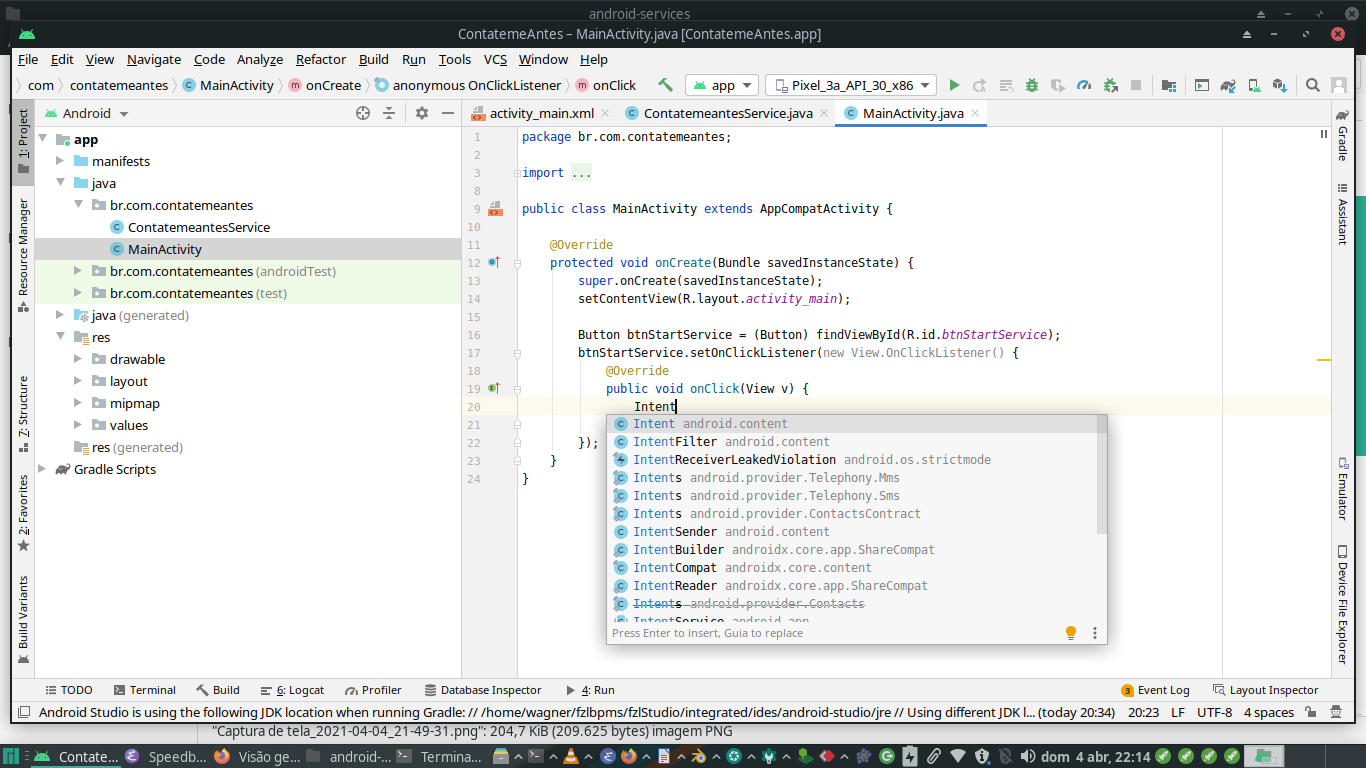 android-services
ContatemeAntes – MainActivity.java [ContatemeAntes.app]
File Edit View Navigate Code Analyze Refactor Build Run Tools VCS Window Help
com contatemeantes MainActivity onCreate anonymous OnClickListener onClick app Pixel_3a_API_30_x86
Android
activity_main.xml ContatemeantesService.java MainActivity.java
1: Project
Resource Manager
7: Structure
2: Favorites
Build Variants
app
manifests
java
br.com.contatemeantes
ContatemeantesService
MainActivity
br.com.contatemeantes (androidTest)
br.com.contatemeantes (test)
java (generated)
res
drawable
layout
mipmap
values
res (generated)
Gradle Scripts
1 package br.com.contatemeantes;
2
3 import ...
8
9 public class MainActivity extends AppCompatActivity {
10
11 @Override
12 protected void onCreate(Bundle savedInstanceState) {
13 super.onCreate(savedInstanceState);
14 setContentView(R.layout.activity_main);
15
16 Button btnStartService = (Button) findViewById(R.id.btnStartService);
17 btnStartService.setOnClickListener(new View.OnClickListener() {
18 @Override
19 public void onClick(View v) {
20 Intent
21
22 });
23 }
24 }
Intent android.content
IntentFilter android.content
IntentReceiverLeakedViolation android.os.strictmode
Intents android.provider.Telephony.Mms
Intents android.provider.Telephony.Sms
Intents android.provider.ContactsContract
IntentSender android.content
IntentBuilder androidx.core.app.ShareCompat
IntentCompat androidx.core.content
IntentReader androidx.core.app.ShareCompat
Intents android.provider.Contacts
IntentService android.app
Press Enter to insert, Guia to replace
Gradle
Assistant
Emulator
Device File Explorer
TODO Terminal Build 6: Logcat Profiler Database Inspector 4: Run 3 Event Log Layout Inspector
Android Studio is using the following JDK location when running Gradle: // /home/wagner/fzlbpms/fzlStudio/integrated/ides/android-studio/jre // Using different JDK l... (today 20:34) 20:23 LF UTF-8 4 spaces
"Captura de tela_2021-04-04_21-49-31.png": 204,7 KiB (209.625 bytes) imagem PNG
Contate... Speedb... Visão ge... android-... Termina... dom 4 abr, 22:14